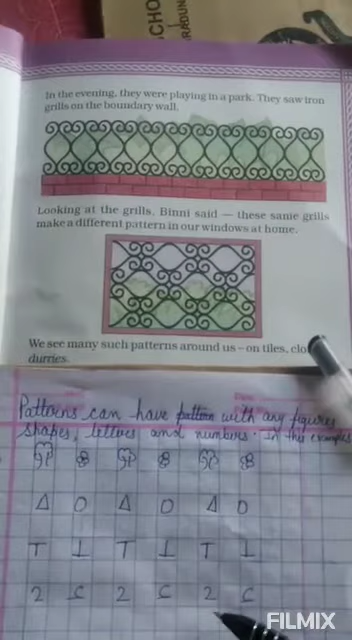 SCHO
RADUN
In the evening, they were playing in a park. They saw iron
grills on the boundary wall.
Looking at the grills, Binni said — these same grills
make a different pattern in our windows at home.
We see many such patterns around us – on tiles, clo
durries.
Patterns can have pattern with any figures
shapes, letters and numbers. In the examples
T ⊥ T ⊥ T ⊥
2 2 2
FILMIX